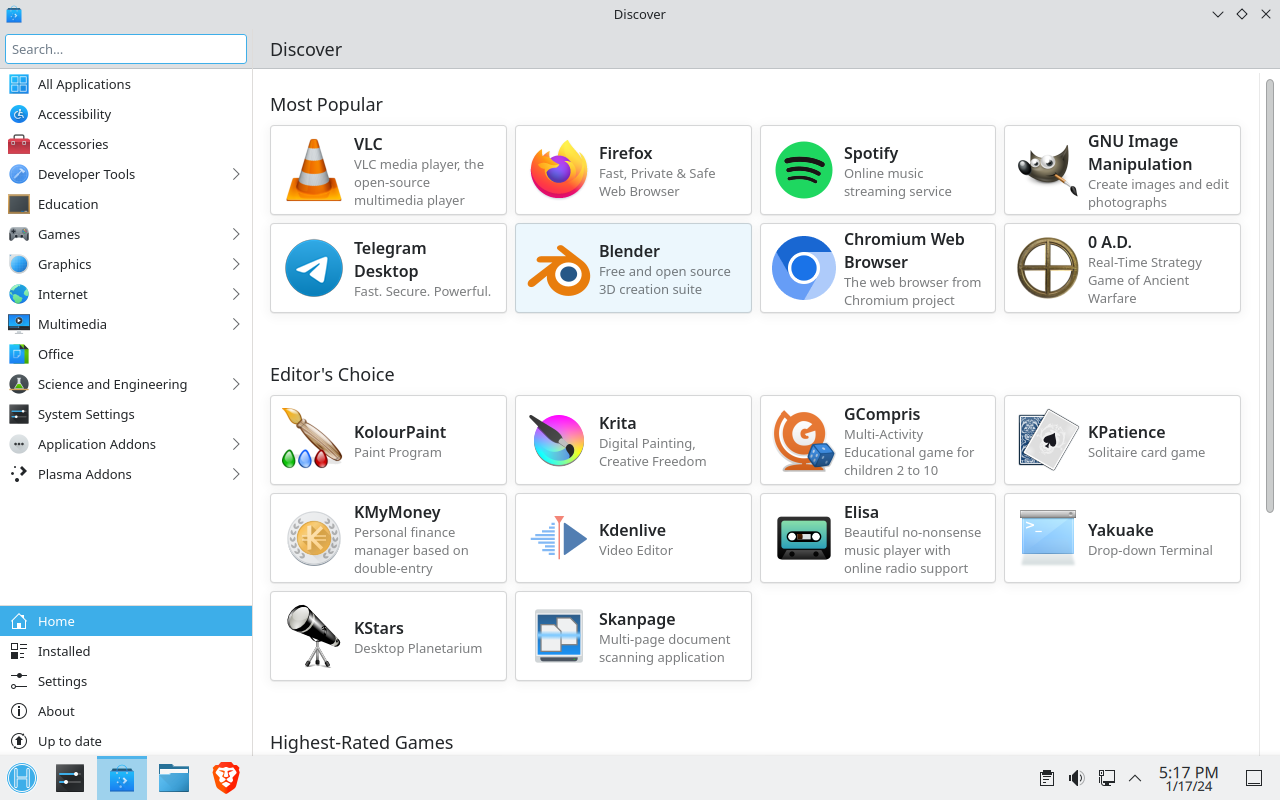 Discover
Search...
Discover
All Applications
Accessibility
Accessories
Developer Tools
Education
Games
Graphics
Internet
Multimedia
Office
Science and Engineering
System Settings
Application Addons
Plasma Addons
Home
Installed
Settings
About
Up to date
Most Popular
VLC
VLC media player, the
open-source
multimedia player
Firefox
Fast, Private & Safe
Web Browser
Spotify
Online music
streaming service
GNU Image
Manipulation
Create images and edit
photographs
Telegram
Desktop
Fast. Secure. Powerful.
Blender
Free and open source
3D creation suite
Chromium Web
Browser
The web browser from
Chromium project
0 A.D.
Real-Time Strategy
Game of Ancient
Warfare
Editor's Choice
KolourPaint
Paint Program
Krita
Digital Painting,
Creative Freedom
GCompris
Multi-Activity
Educational game for
children 2 to 10
KPatience
Solitaire card game
KMyMoney
Personal finance
manager based on
double-entry
Kdenlive
Video Editor
Elisa
Beautiful no-nonsense
music player with
online radio support
Yakuake
Drop-down Terminal
KStars
Desktop Planetarium
Skanpage
Multi-page document
scanning application
Highest-Rated Games
5:17 PM
1/17/24